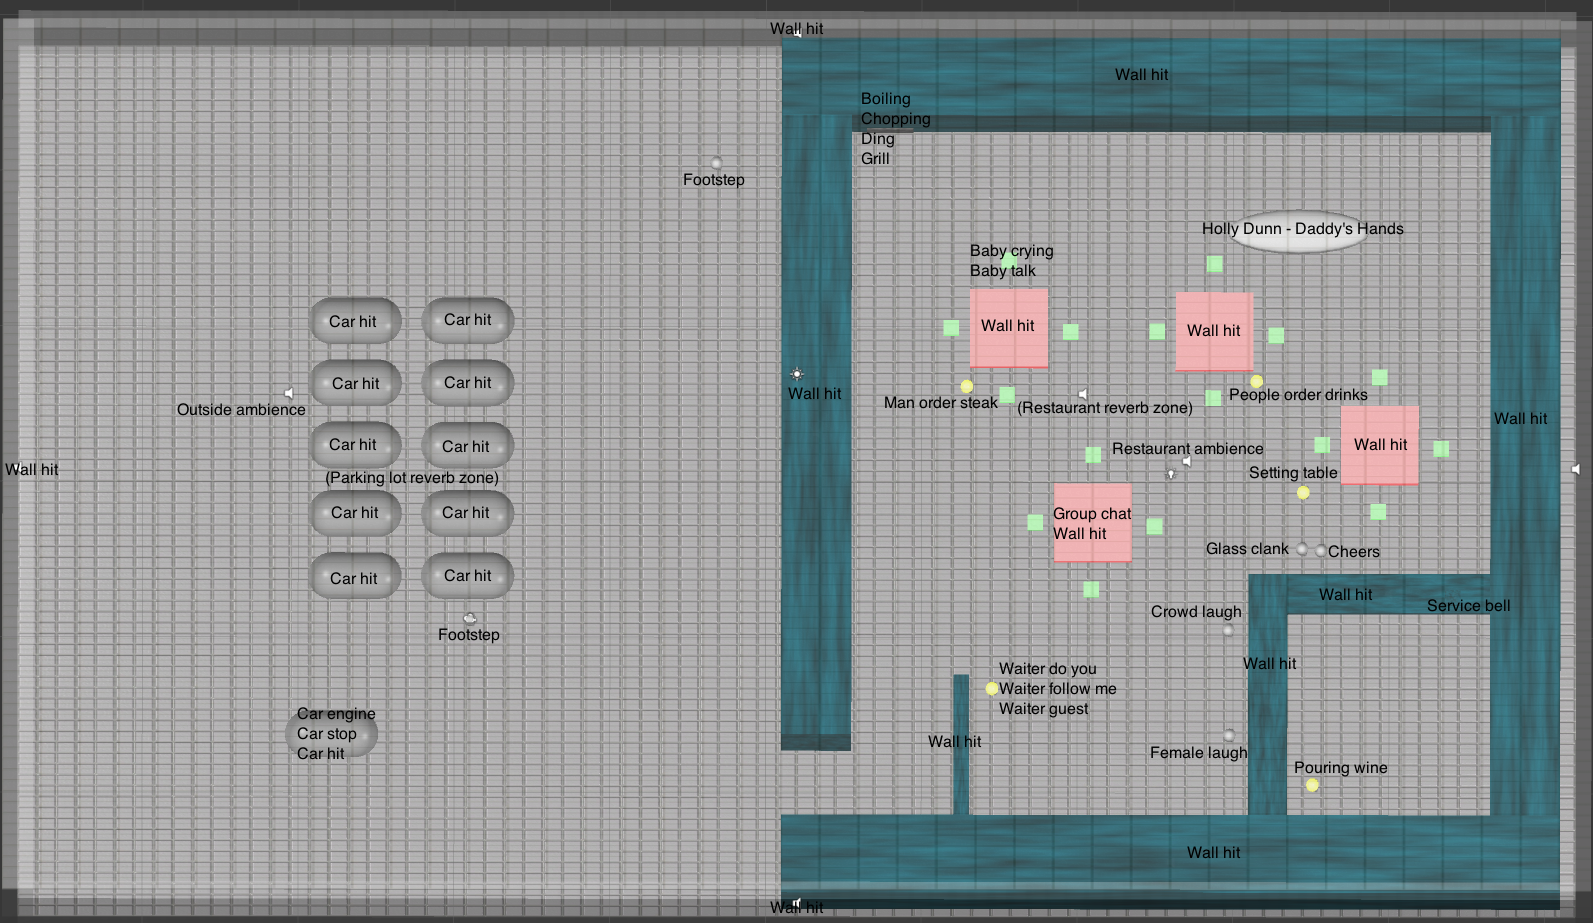 Wall hit
Wall hit
Boiling
Chopping
Ding
Grill
Footstep
Holly Dunn - Daddy's Hands
Baby crying
Baby talk
Car hit
Car hit
Wall hit
Wall hit
Car hit
Car hit
Wall hit
Man order steak
People order drinks
Outside ambience
(Restaurant reverb zone)
Wall hit
Car hit
Car hit
Restaurant ambience
Wall hit
Wall hit
Setting table
(Parking lot reverb zone)
Car hit
Car hit
Group chat
Wall hit
Glass clank
Cheers
Car hit
Car hit
Wall hit
Service bell
Crowd laugh
Footstep
Wall hit
Waiter do you
Waiter follow me
Waiter guest
Car engine
Car stop
Car hit
Wall hit
Female laugh
Pouring wine
Wall hit
Wall hit